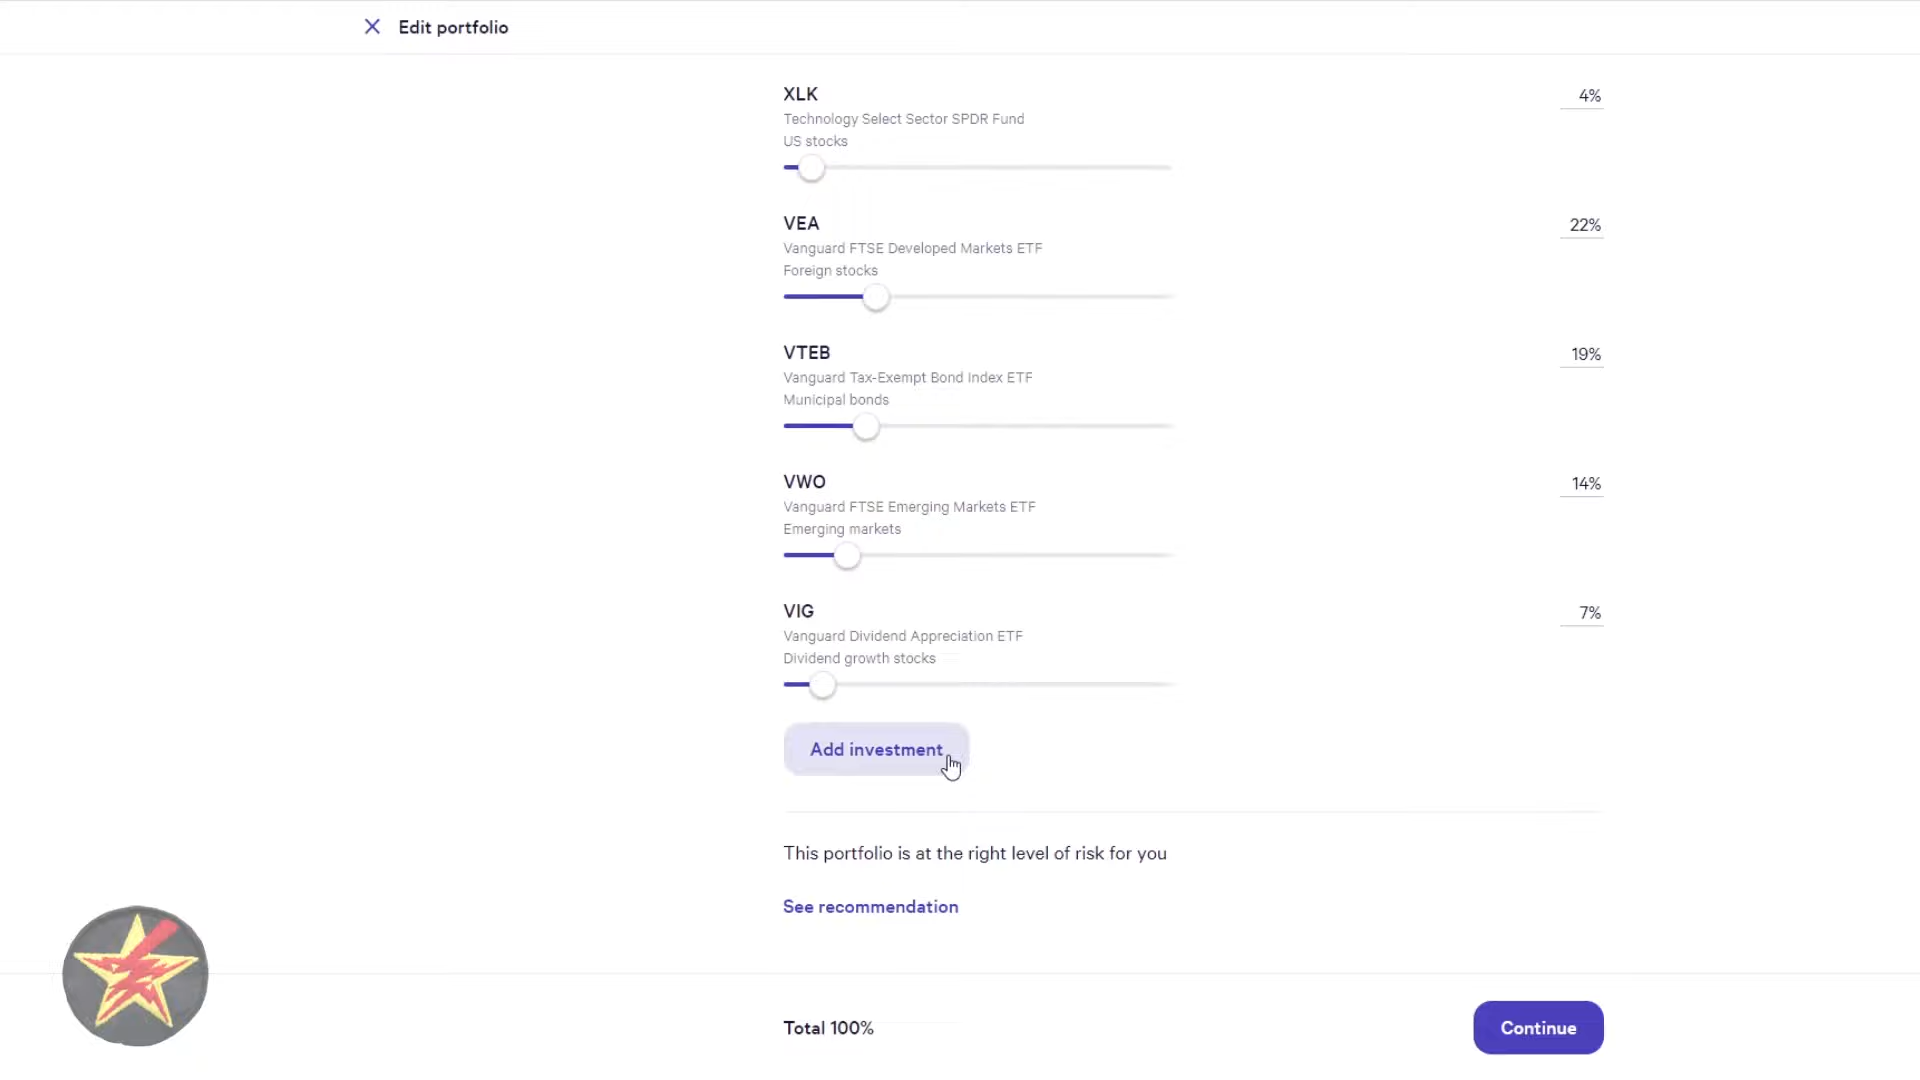 Edit portfolio
XLK
4%
Technology Select Sector SPDR Fund
US stocks
VEA
22%
Vanguard FTSE Developed Markets ETF
Foreign stocks
VTEB
19%
Vanguard Tax-Exempt Bond Index ETF
Municipal bonds
VWO
14%
Vanguard FTSE Emerging Markets ETF
Emerging markets
VIG
7%
Vanguard Dividend Appreciation ETF
Dividend growth stocks
Add investment
This portfolio is at the right level of risk for you
See recommendation
Total 100%
Continue